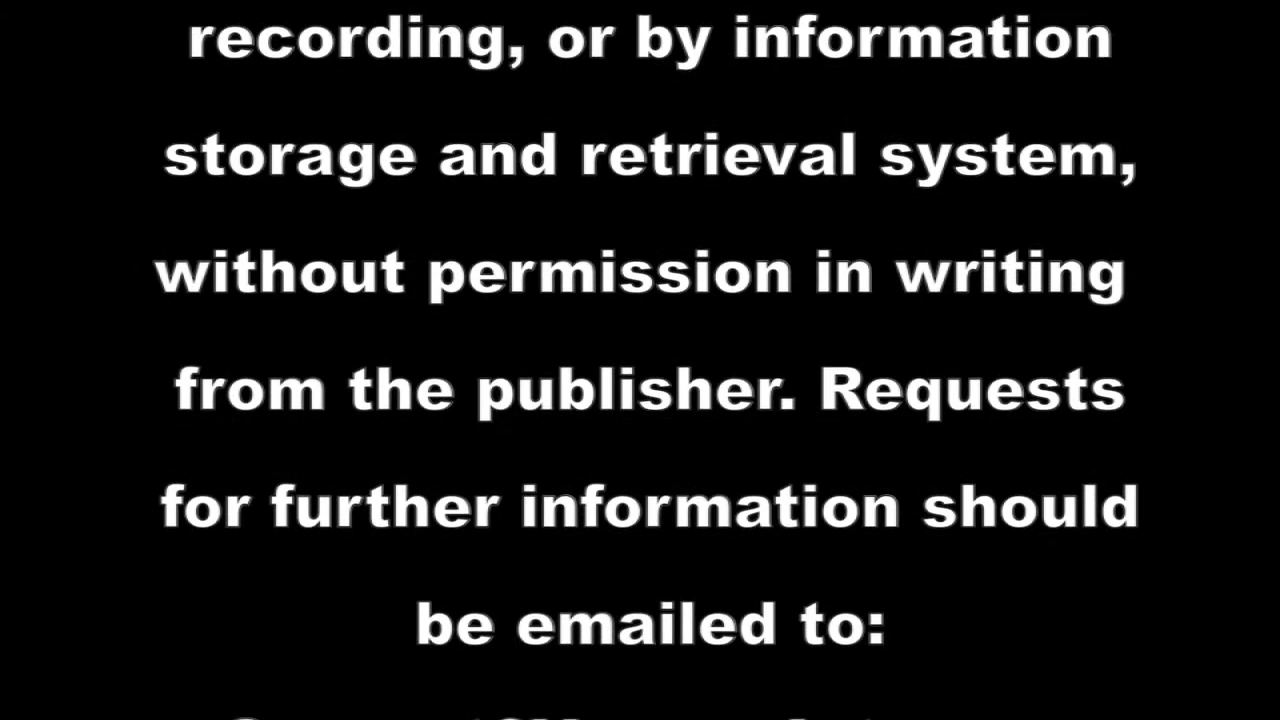 recording, or by information
storage and retrieval system,
without permission in writing
from the publisher. Requests
for further information should
be emailed to: